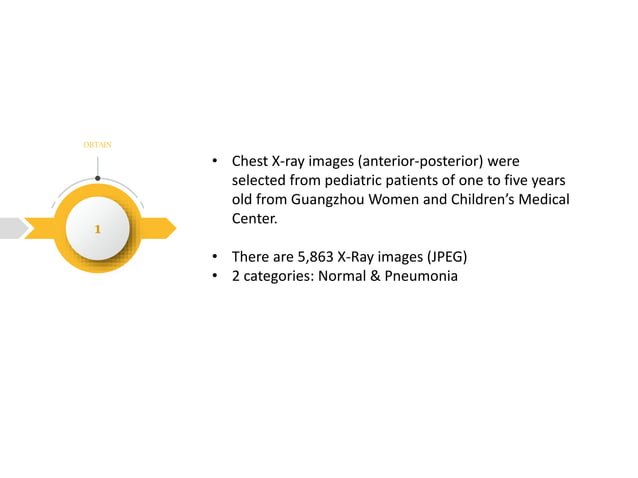 OBTAIN
1
• Chest X-ray images (anterior-posterior) were
selected from pediatric patients of one to five years
old from Guangzhou Women and Children’s Medical
Center.
• There are 5,863 X-Ray images (JPEG)
• 2 categories: Normal & Pneumonia